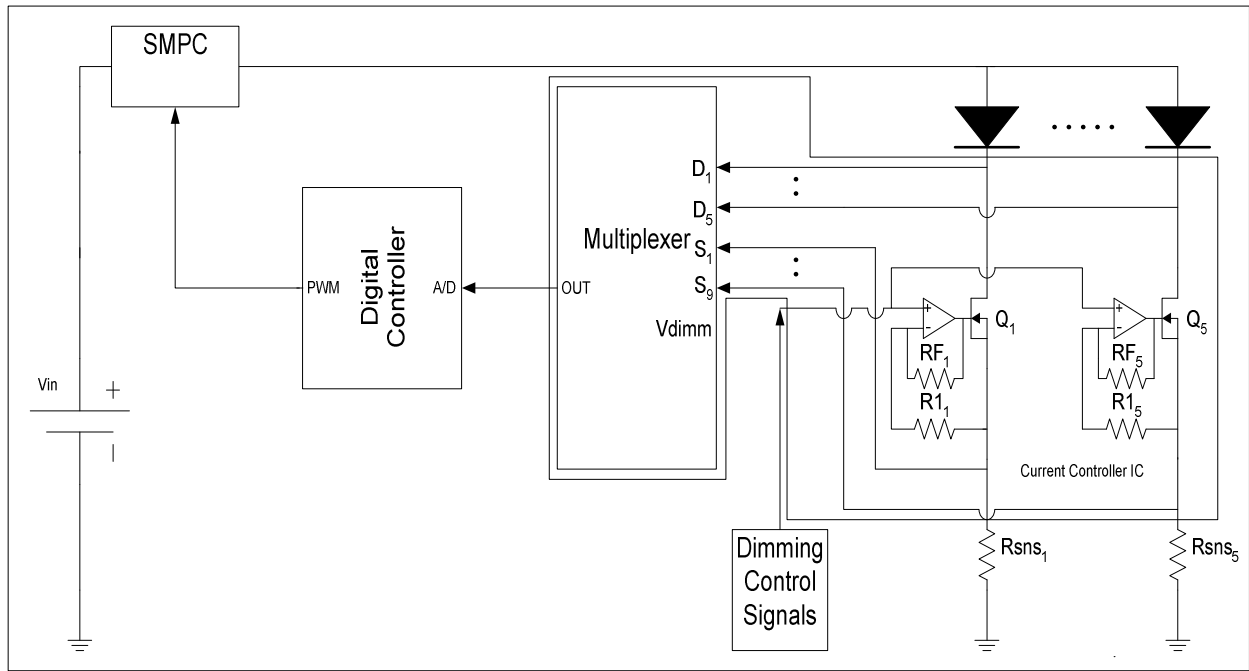 SMPC
D1
D5
Multiplexer
S1
S9
OUT
Vdimm
Digital
Controller
PWM
A/D
Vin
+
Q1
RF1
R11
+
-
Q5
RF5
R15
+
-
Current Controller IC
Dimming
Control
Signals
Rsns1
Rsns5